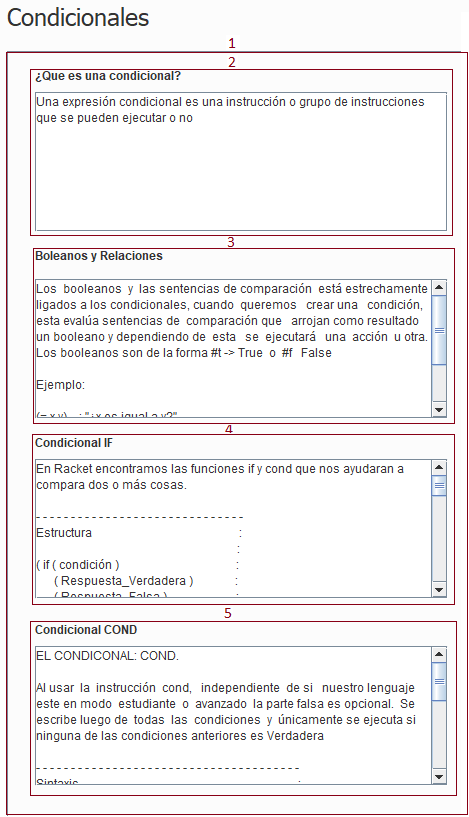 Condicionales
1
2
¿Que es una condicional?
Una expresión condicional es una instrucción o grupo de instrucciones
que se pueden ejecutar o no
3
Boleanos y Relaciones
Los booleanos y las sentencias de comparación está estrechamente
ligados a los condicionales, cuando queremos crear una condición,
esta evalúa sentencias de comparación que arrojan como resultado
un booleano y dependiendo de esta se ejecutará una acción u otra.
Los booleanos son de la forma #t -> True o #f False
Ejemplo:
(= x y) : "¿x es igual a y?"
4
Condicional IF
En Racket encontramos las funciones if y cond que nos ayudaran a
compara dos o más cosas.
- - - - - - - - - - - - - - - - - - - - - - - - - - - - -
Estructura :
:
( if ( condición ) :
( Respuesta_Verdadera ) :
( Respuesta_Falsa ) :
5
Condicional COND
EL CONDICONAL: COND.
Al usar la instrucción cond, independiente de si nuestro lenguaje
este en modo estudiante o avanzado la parte falsa es opcional. Se
escribe luego de todas las condiciones y únicamente se ejecuta si
ninguna de las condiciones anteriores es Verdadera
- - - - - - - - - - - - - - - - - - - - - - - - - - - - - - - - - - - - -
Sintaxis :